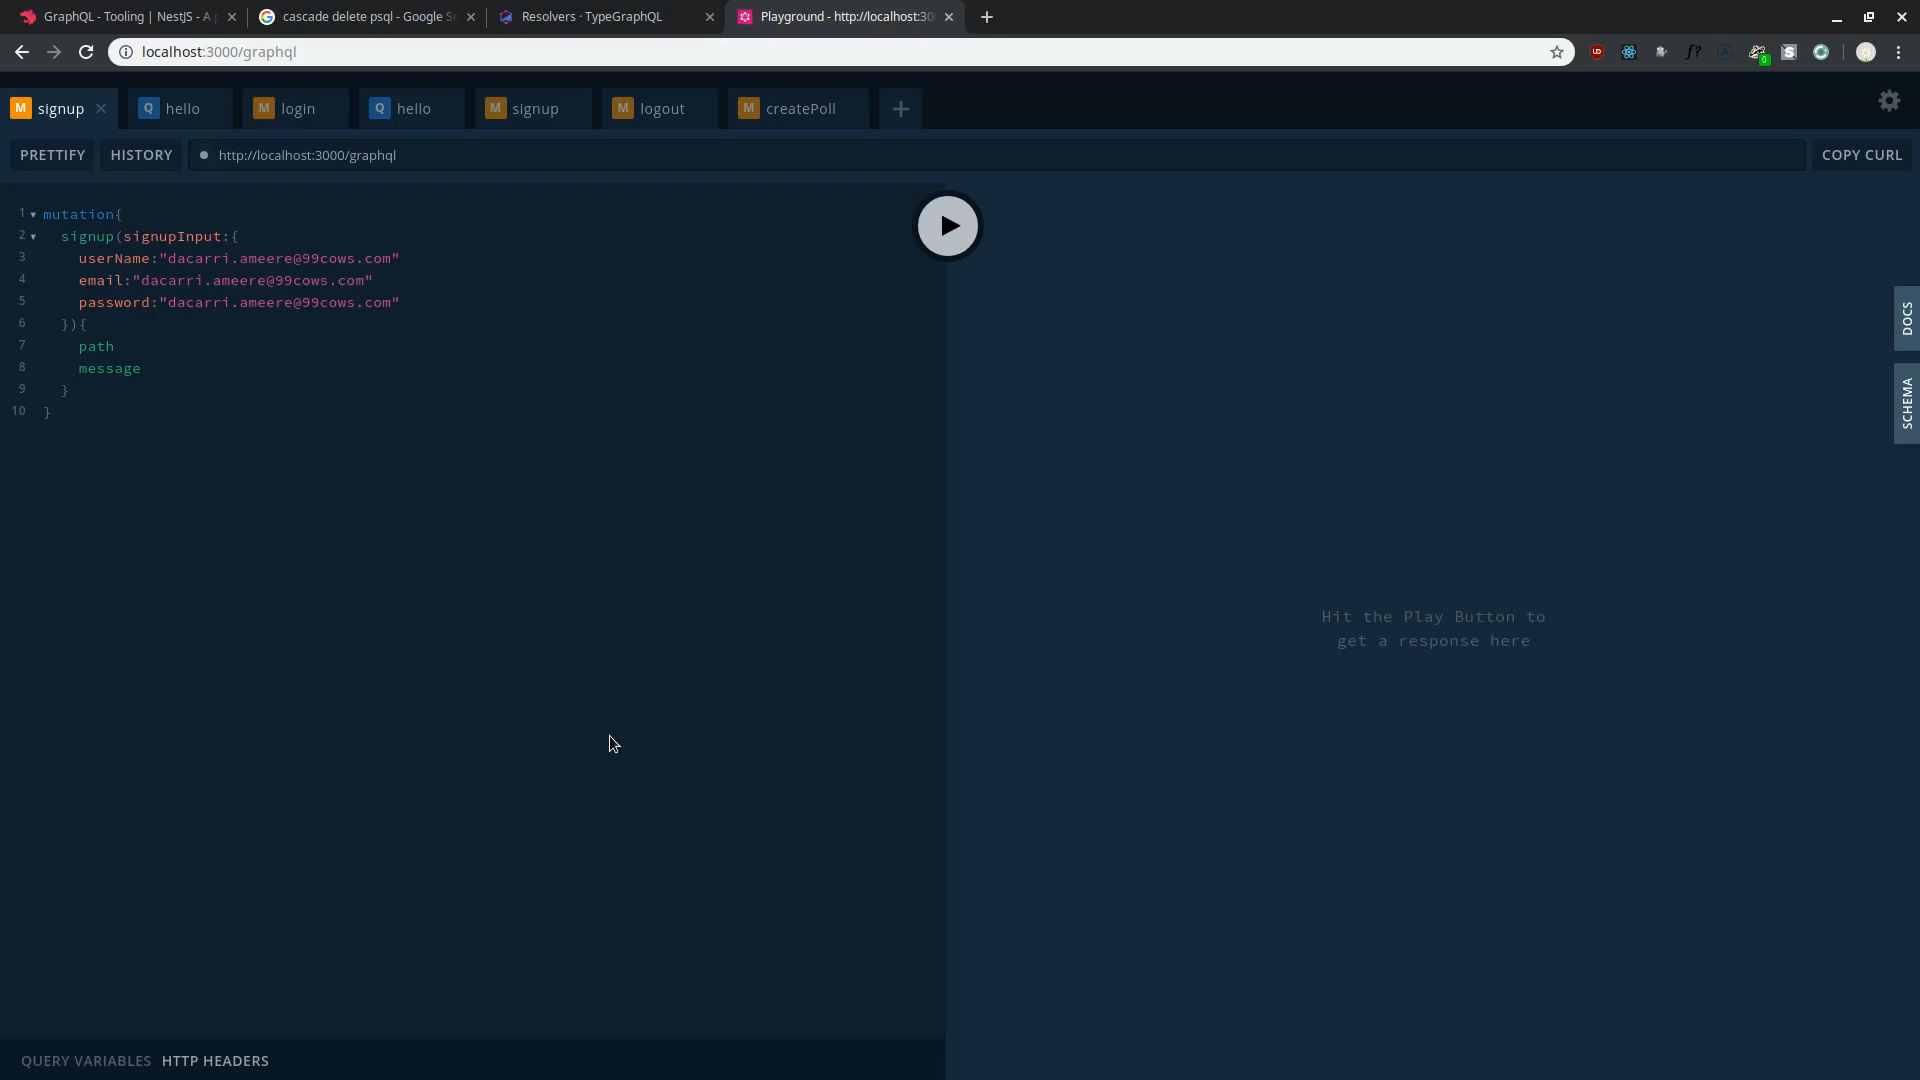 GraphQL - Tooling | NestJS - A p
cascade delete psql - Google Se
Resolvers · TypeGraphQL
Playground - http://localhost:30
localhost:3000/graphql
M signup
Q hello
M login
Q hello
M signup
M logout
M createPoll
PRETTIFY
HISTORY
http://localhost:3000/graphql
COPY CURL
1 mutation{
2 signup(signupInput:{
3 userName:"dacarri.ameere@99cows.com"
4 email:"dacarri.ameere@99cows.com"
5 password:"dacarri.ameere@99cows.com"
6 }){
7 path
8 message
9 }
10 }
Hit the Play Button to
get a response here
DOCS
SCHEMA
QUERY VARIABLES
HTTP HEADERS